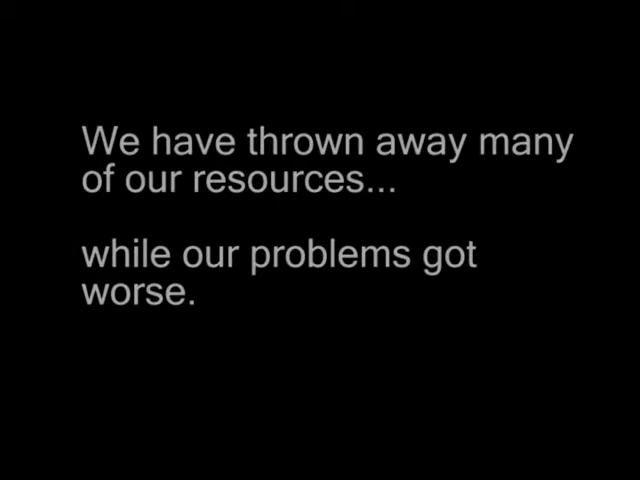 We have thrown away many
of our resources...
while our problems got
worse.